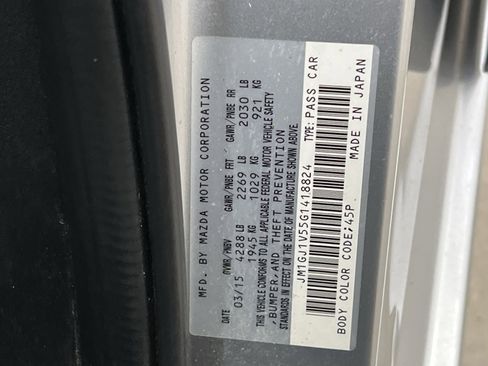 MFD. BY MAZDA MOTOR CORPORATION
DATE GVWR/PNBV GAWR/PNBE FRT GAWR/PNBE RR
03/15 4288 LB 2269 LB 2030 LB
1945 KG 1029 KG 921 KG
THIS VEHICLE CONFORMS TO ALL APPLICABLE FEDERAL MOTOR VEHICLE SAFETY
,BUMPER,AND THEFT PREVENTION
STANDARDS IN EFFECT ON THE DATE OF MANUFACTURE SHOWN ABOVE.
JM1GJ1V55G1418824 TYPE: PASS CAR
BODY COLOR CODE;45P MADE IN JAPAN